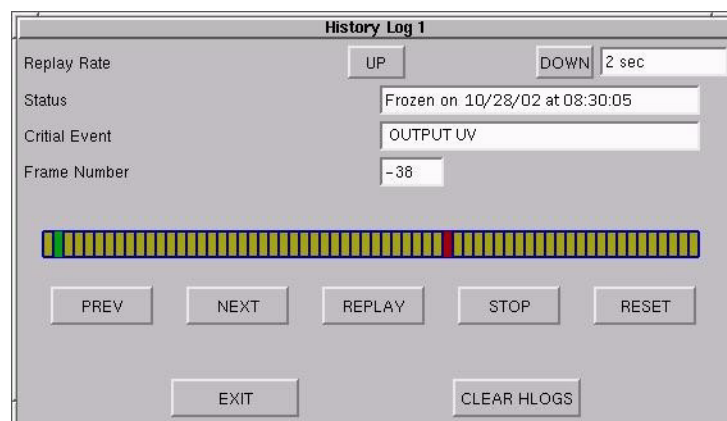 History Log 1
Replay Rate UP DOWN 2 sec
Status Frozen on 10/28/02 at 08:30:05
Critial Event OUTPUT UV
Frame Number -38
PREV NEXT REPLAY STOP RESET
EXIT CLEAR HLOGS